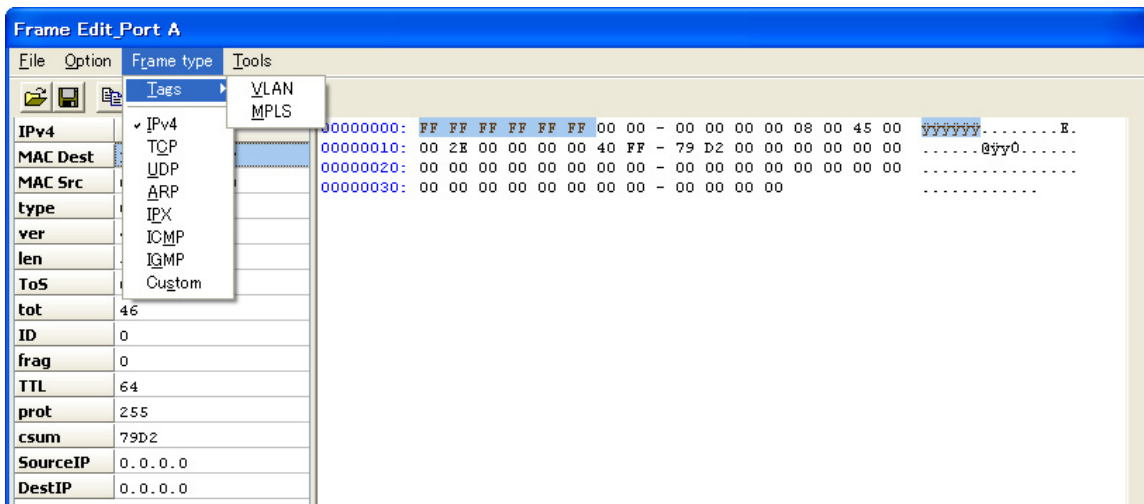 Frame Edit_Port A
File Option Frame type Tools
Tags
VLAN
MPLS
IPv4
TCP
UDP
ARP
IPX
ICMP
IGMP
Custom
IPv4
MAC Dest
MAC Src
type
ver
len
ToS
tot 46
ID 0
frag 0
TTL 64
prot 255
csum 79D2
SourceIP 0.0.0.0
DestIP 0.0.0.0
00000000: FF FF FF FF FF FF 00 00 - 00 00 00 00 08 00 45 00 ÿÿÿÿÿÿ........E.
00000010: 00 2E 00 00 00 00 40 FF - 79 D2 00 00 00 00 00 00 ......@ÿyÒ......
00000020: 00 00 00 00 00 00 00 00 - 00 00 00 00 00 00 00 00 ................
00000030: 00 00 00 00 00 00 00 00 - 00 00 00 00 ............